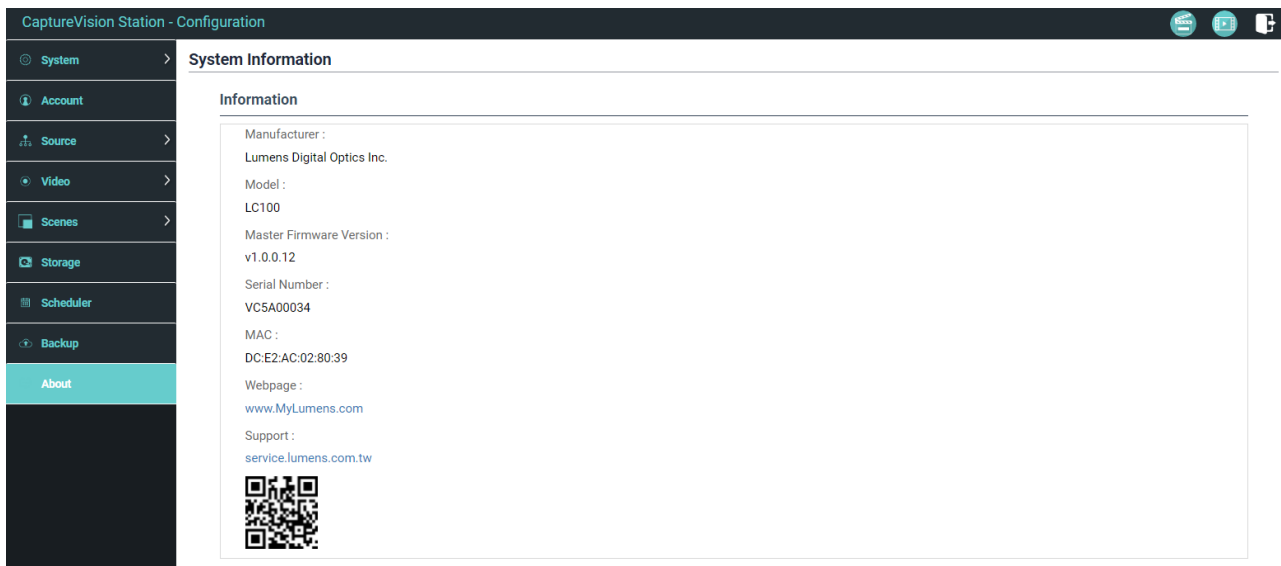 CaptureVision Station - Configuration
System
Account
Source
Video
Scenes
Storage
Scheduler
Backup
About
System Information
Information
Manufacturer :
Lumens Digital Optics Inc.
Model :
LC100
Master Firmware Version :
v1.0.0.12
Serial Number :
VC5A00034
MAC :
DC:E2:AC:02:80:39
Webpage :
www.MyLumens.com
Support :
service.lumens.com.tw